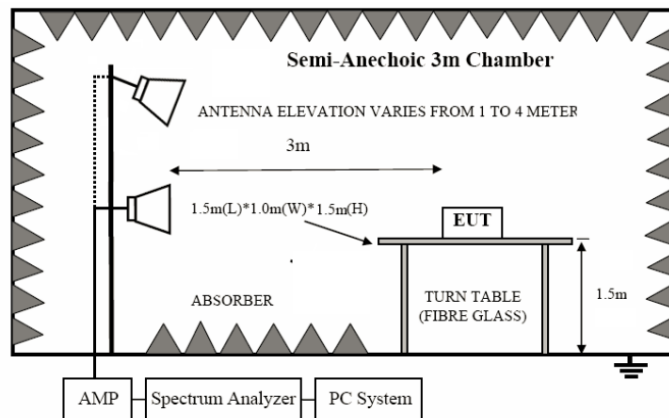 Semi-Anechoic 3m Chamber
ANTENNA ELEVATION VARIES FROM 1 TO 4 METER
3m
1.5m(L)*1.0m(W)*1.5m(H)
EUT
ABSORBER
TURN TABLE
(FIBRE GLASS)
1.5m
AMP
Spectrum Analyzer
PC System